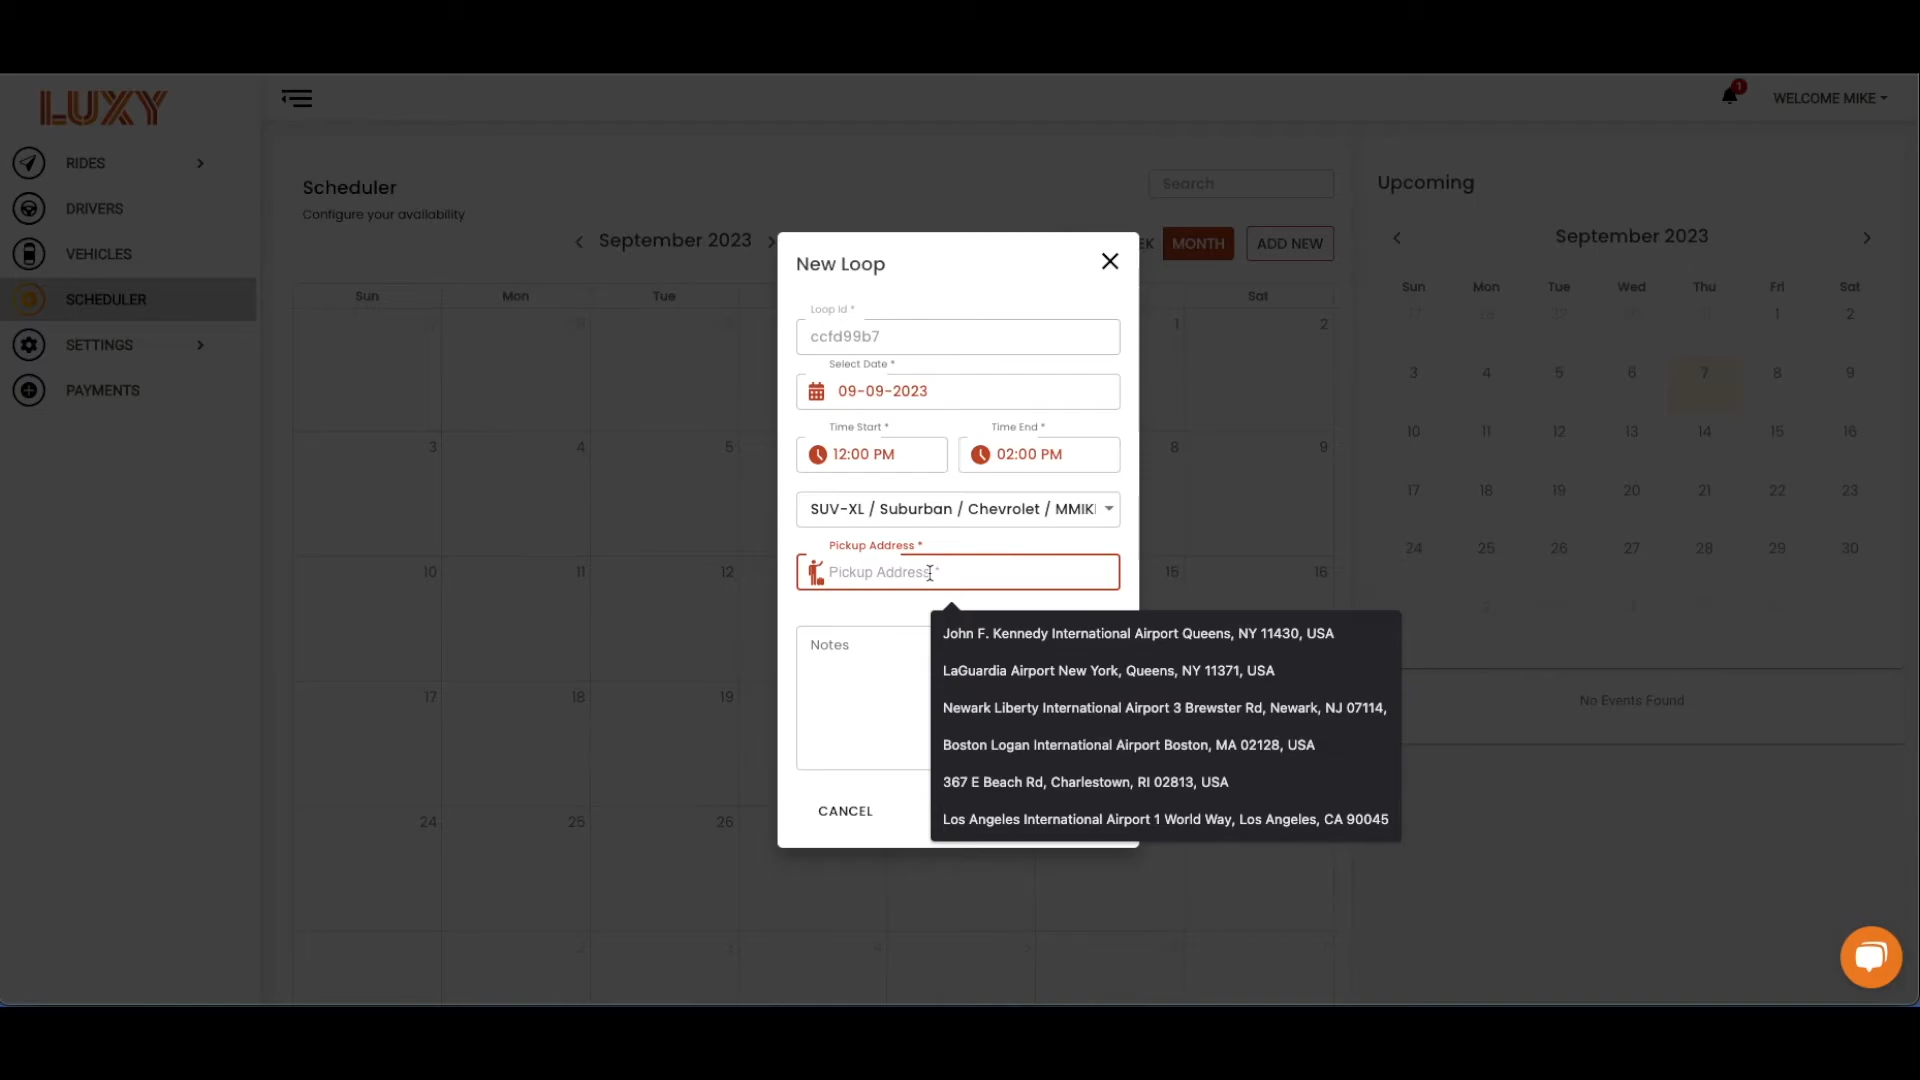 LUXY
RIDES
DRIVERS
VEHICLES
SCHEDULER
SETTINGS
PAYMENTS
1
WELCOME MIKE
Scheduler
Configure your availability
Search
September 2023
MONTH
ADD NEW
Sun Mon Tue Sat
1 2
3 4 5 8 9
10 11 12 15 16
17 18 19
24 25 26
New Loop
Loop Id *
ccfd99b7
Select Date *
09-09-2023
Time Start * Time End *
12:00 PM 02:00 PM
SUV-XL / Suburban / Chevrolet / MMIK
Pickup Address *
Pickup Address *
Notes
CANCEL
John F. Kennedy International Airport Queens, NY 11430, USA
LaGuardia Airport New York, Queens, NY 11371, USA
Newark Liberty International Airport 3 Brewster Rd, Newark, NJ 07114,
Boston Logan International Airport Boston, MA 02128, USA
367 E Beach Rd, Charlestown, RI 02813, USA
Los Angeles International Airport 1 World Way, Los Angeles, CA 90045
Upcoming
September 2023
Sun Mon Tue Wed Thu Fri Sat
1 2
3 4 5 6 7 8 9
10 11 12 13 14 15 16
17 18 19 20 21 22 23
24 25 26 27 28 29 30
No Events Found